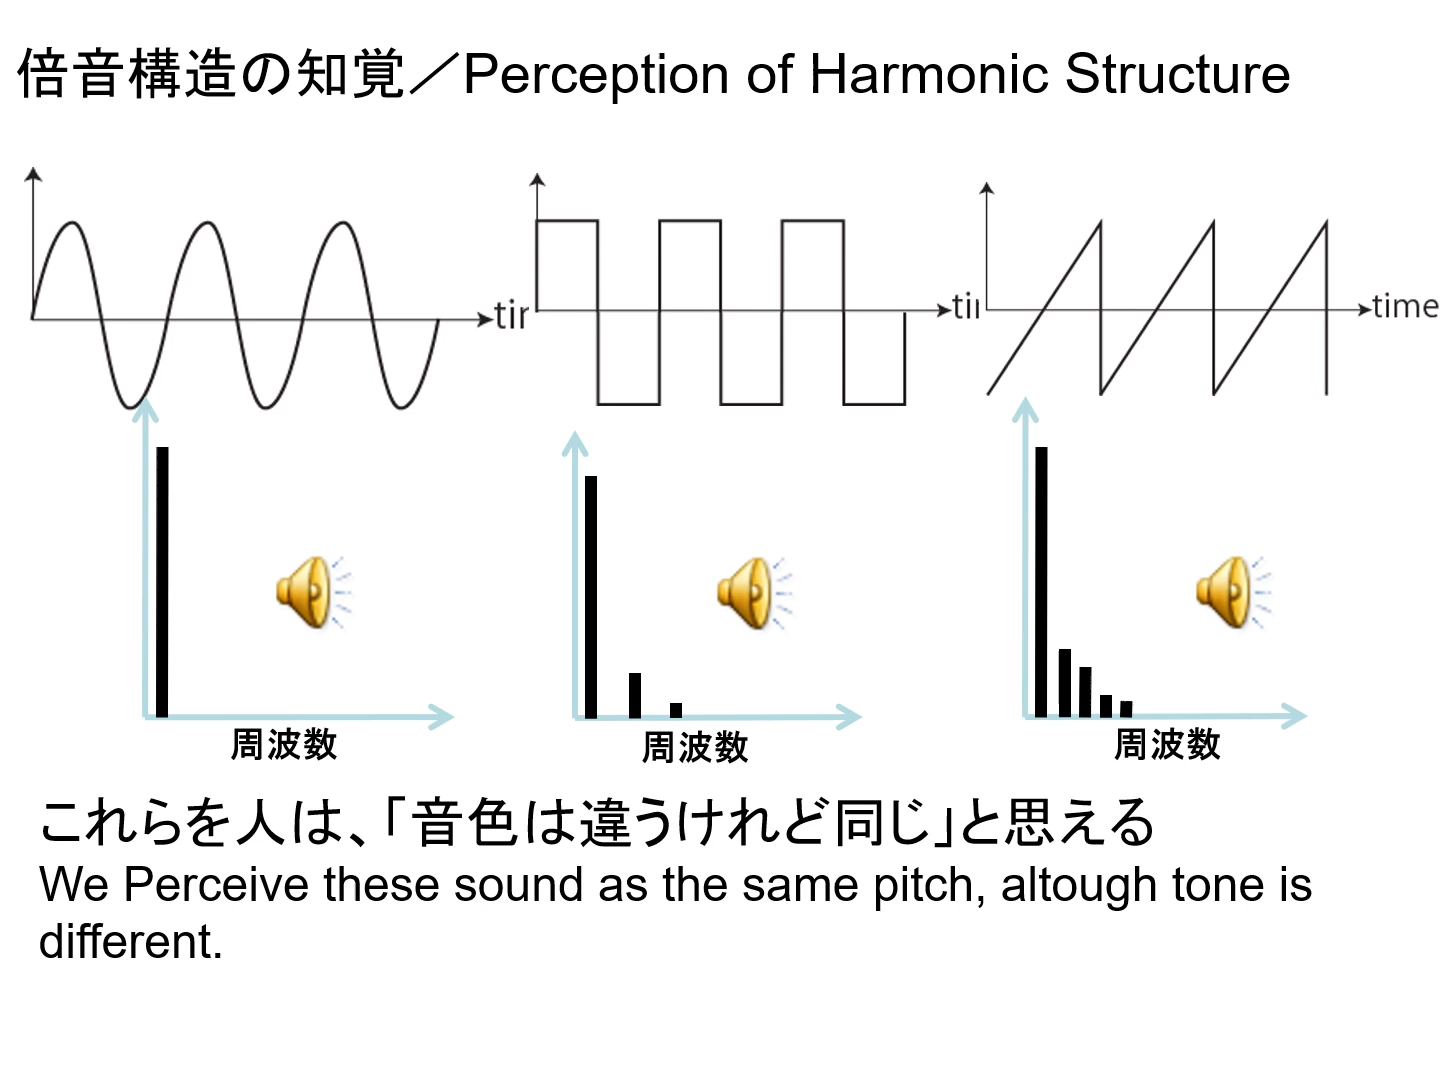 倍音構造の知覚／Perception of Harmonic Structure
time
周波数
周波数
周波数
これらを人は、「音色は違うけれど同じ」と思える
We Perceive these sound as the same pitch, altough tone is
different.